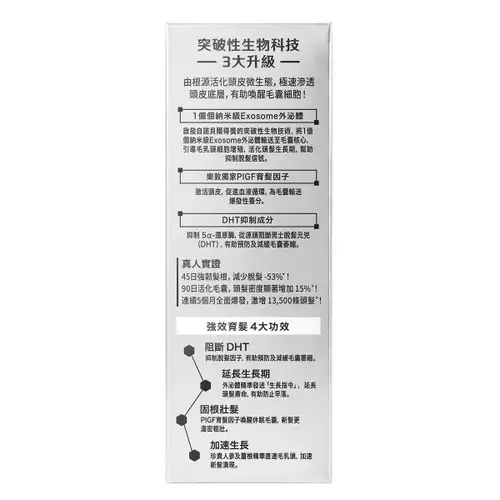 突破性生物科技
3大升級
由根源活化頭皮微生態，極速滲透
頭皮底層，有助喚醒毛囊細胞！
1億個納米級Exosome外泌體
啟發自諾貝爾得獎的突破性生物技術，將1億
個納米級Exosome外泌體輸送至毛囊核心，
引導毛乳頭細胞增殖，活化頭髮生長期，幫助
抑制脫髮信號。
樂敦獨家PlGF育髮因子
激活頭皮，促進血液循環，為毛囊輸送
爆發性養分。
DHT抑制成分
抑制 5α-還原酶，從源頭阻斷男士脫髮元兇
(DHT)，有助預防及減緩毛囊萎縮。
真人實證
45日強韌髮根，減少脫髮-53%*！
90日活化毛囊，頭髮密度顯著增加 15%*！
連續5個月全面爆發，激增 13,500條頭髮*！
強效育髮 4大功效
阻斷 DHT
抑制脫髮因子，有助預防及減緩毛囊萎縮。
延長生長期
外泌體精準發送「生長指令」，延長
頭髮壽命，有助防止早落。
固根壯髮
PlGF育髮因子喚醒休眠毛囊，新髮更
濃密粗壯。
加速生長
珍貴人參及薑根精華直達毛乳頭，加速
新髮湧現。